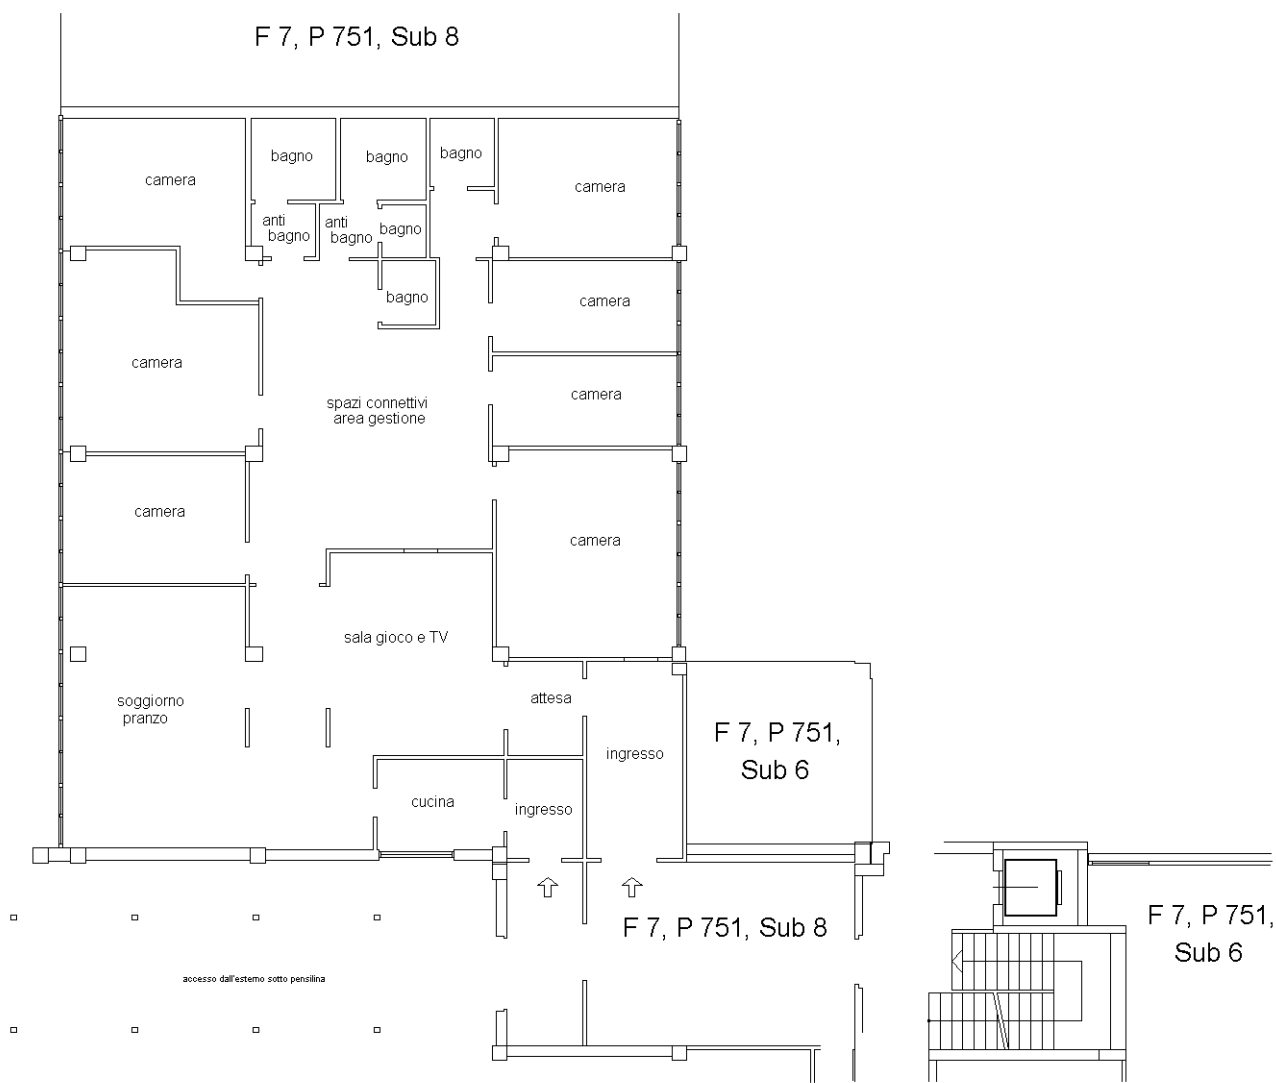 F 7, P 751, Sub 8
bagno
bagno
bagno
camera
camera
anti
bagno
anti
bagno
bagno
bagno
camera
camera
camera
spazi connettivi
area gestione
camera
camera
sala gioco e TV
soggiorno
pranzo
attesa
ingresso
F 7, P 751,
Sub 6
cucina
ingresso
F 7, P 751, Sub 8
F 7, P 751,
Sub 6
accesso dall'esterno sotto pensilina